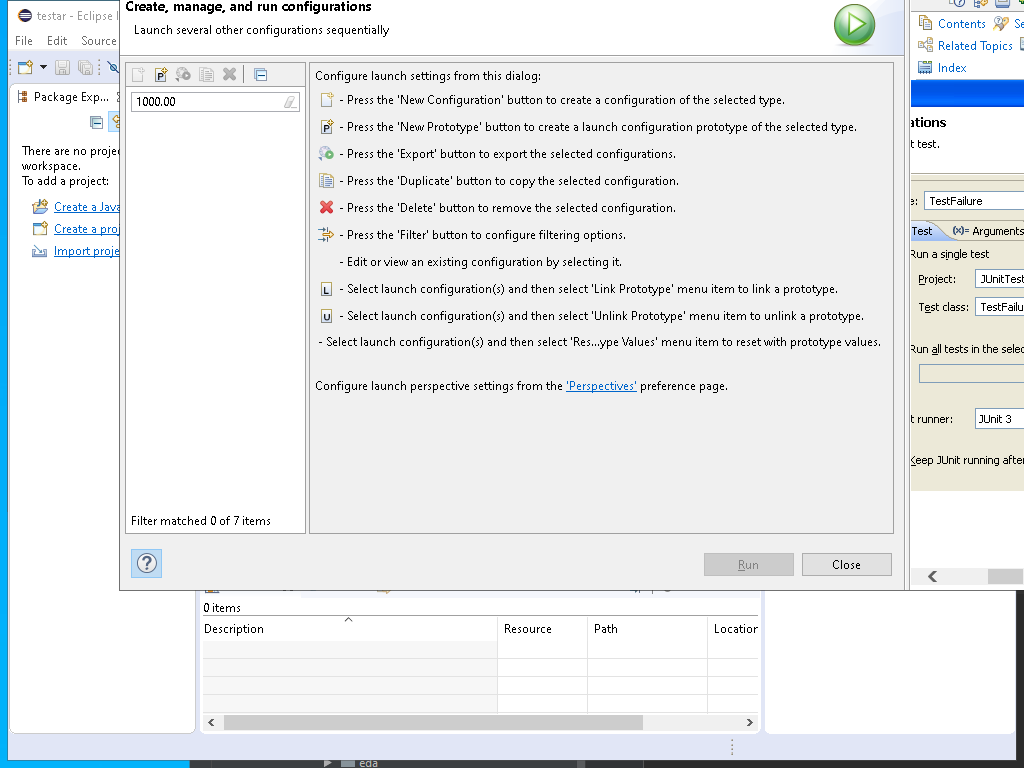 testar - Eclipse I
File Edit Source
Package Exp...
There are no proje
workspace.
To add a project:
Create a Java
Create a proj
Import proje
Create, manage, and run configurations
Launch several other configurations sequentially
1000.00
Filter matched 0 of 7 items
Configure launch settings from this dialog:
- Press the 'New Configuration' button to create a configuration of the selected type.
- Press the 'New Prototype' button to create a launch configuration prototype of the selected type.
- Press the 'Export' button to export the selected configurations.
- Press the 'Duplicate' button to copy the selected configuration.
- Press the 'Delete' button to remove the selected configuration.
- Press the 'Filter' button to configure filtering options.
- Edit or view an existing configuration by selecting it.
L - Select launch configuration(s) and then select 'Link Prototype' menu item to link a prototype.
U - Select launch configuration(s) and then select 'Unlink Prototype' menu item to unlink a prototype.
- Select launch configuration(s) and then select 'Res...ype Values' menu item to reset with prototype values.
Configure launch perspective settings from the 'Perspectives' preference page.
?
Run Close
Contents Se
Related Topics
Index
ations
t test.
e: TestFailure
Test (x)= Arguments
Run a single test
Project: JUnitTest
Test class: TestFailu
Run all tests in the selec
t runner: JUnit 3
Keep JUnit running after
0 items
Description Resource Path Location
eda